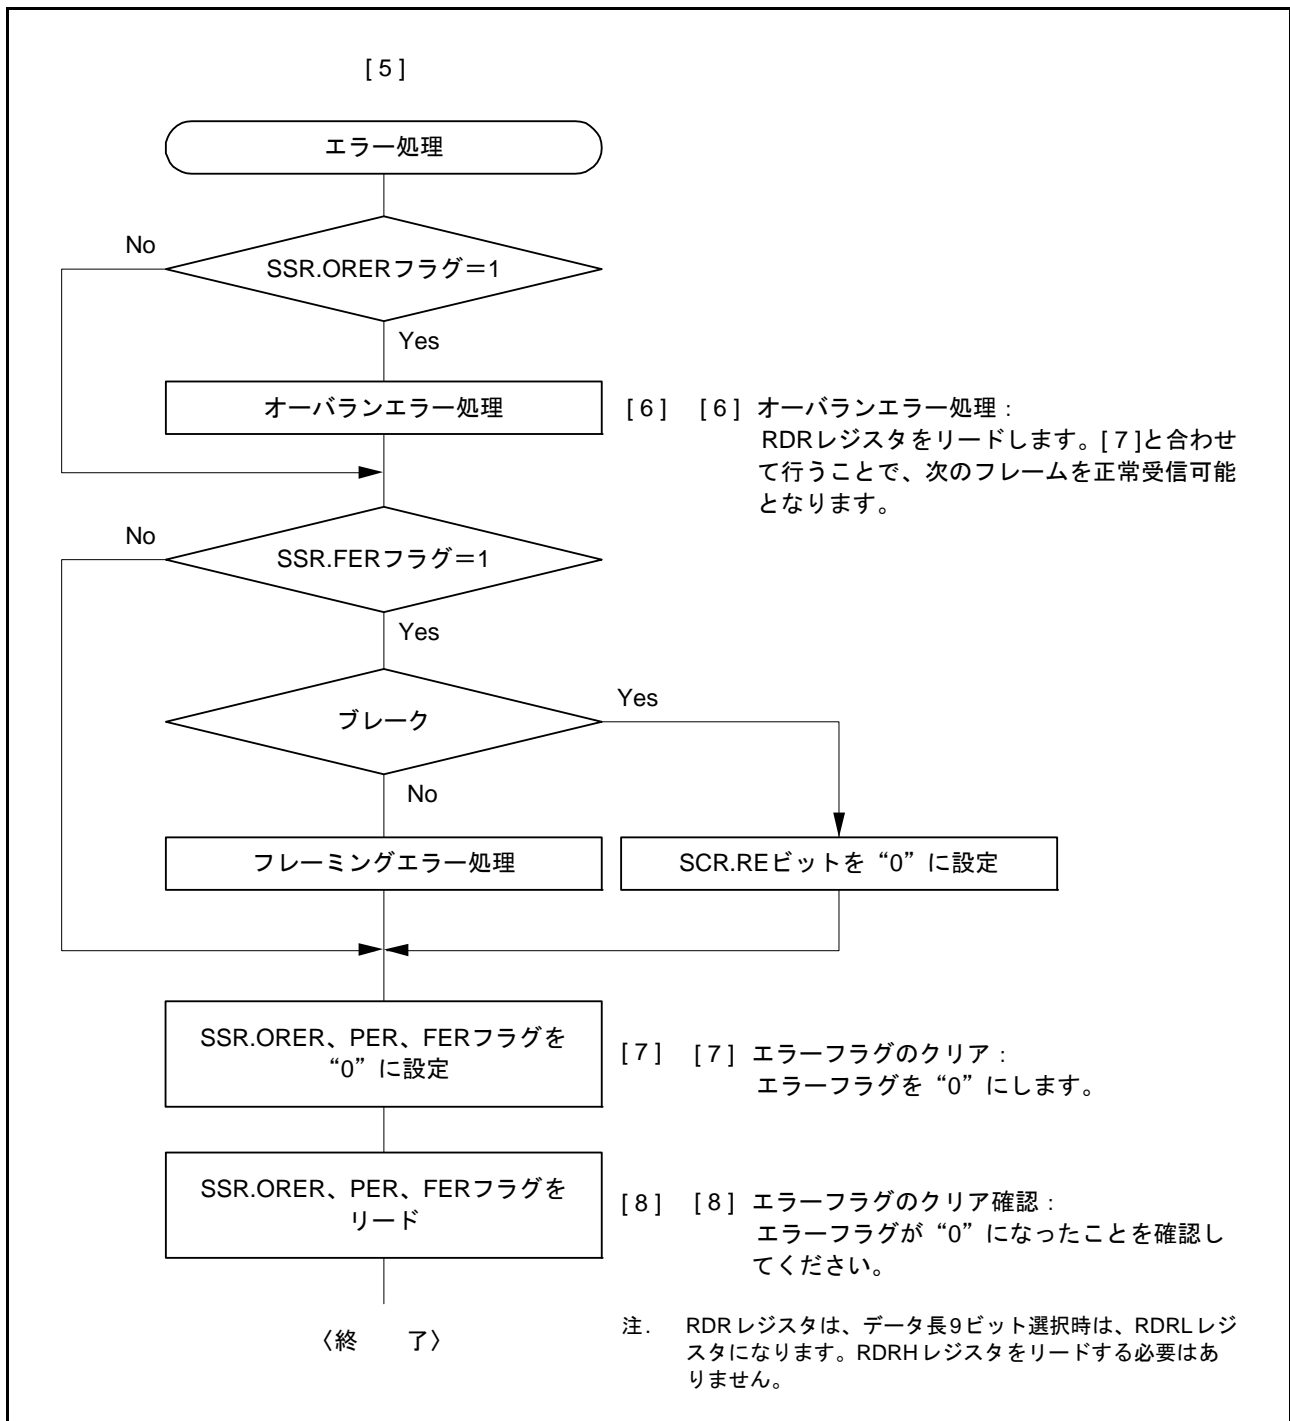 [ 5 ]
エラー処理
No
SSR.ORERフラグ＝1
Yes
オーバランエラー処理
[ 6 ]
[ 6 ] オーバランエラー処理：
RDRレジスタをリードします。[ 7 ]と合わせ
て行うことで、次のフレームを正常受信可能
となります。
No
SSR.FERフラグ＝1
Yes
ブレーク
Yes
No
フレーミングエラー処理
SCR.REビットを“0”に設定
SSR.ORER、PER、FERフラグを
“0”に設定
[ 7 ]
[ 7 ] エラーフラグのクリア：
エラーフラグを“0”にします。
SSR.ORER、PER、FERフラグを
リード
[ 8 ]
[ 8 ] エラーフラグのクリア確認：
エラーフラグが“0”になったことを確認し
てください。
〈終　　了〉
注.　RDRレジスタは、データ長9ビット選択時は、RDRLレジ
スタになります。RDRHレジスタをリードする必要はあ
りません。